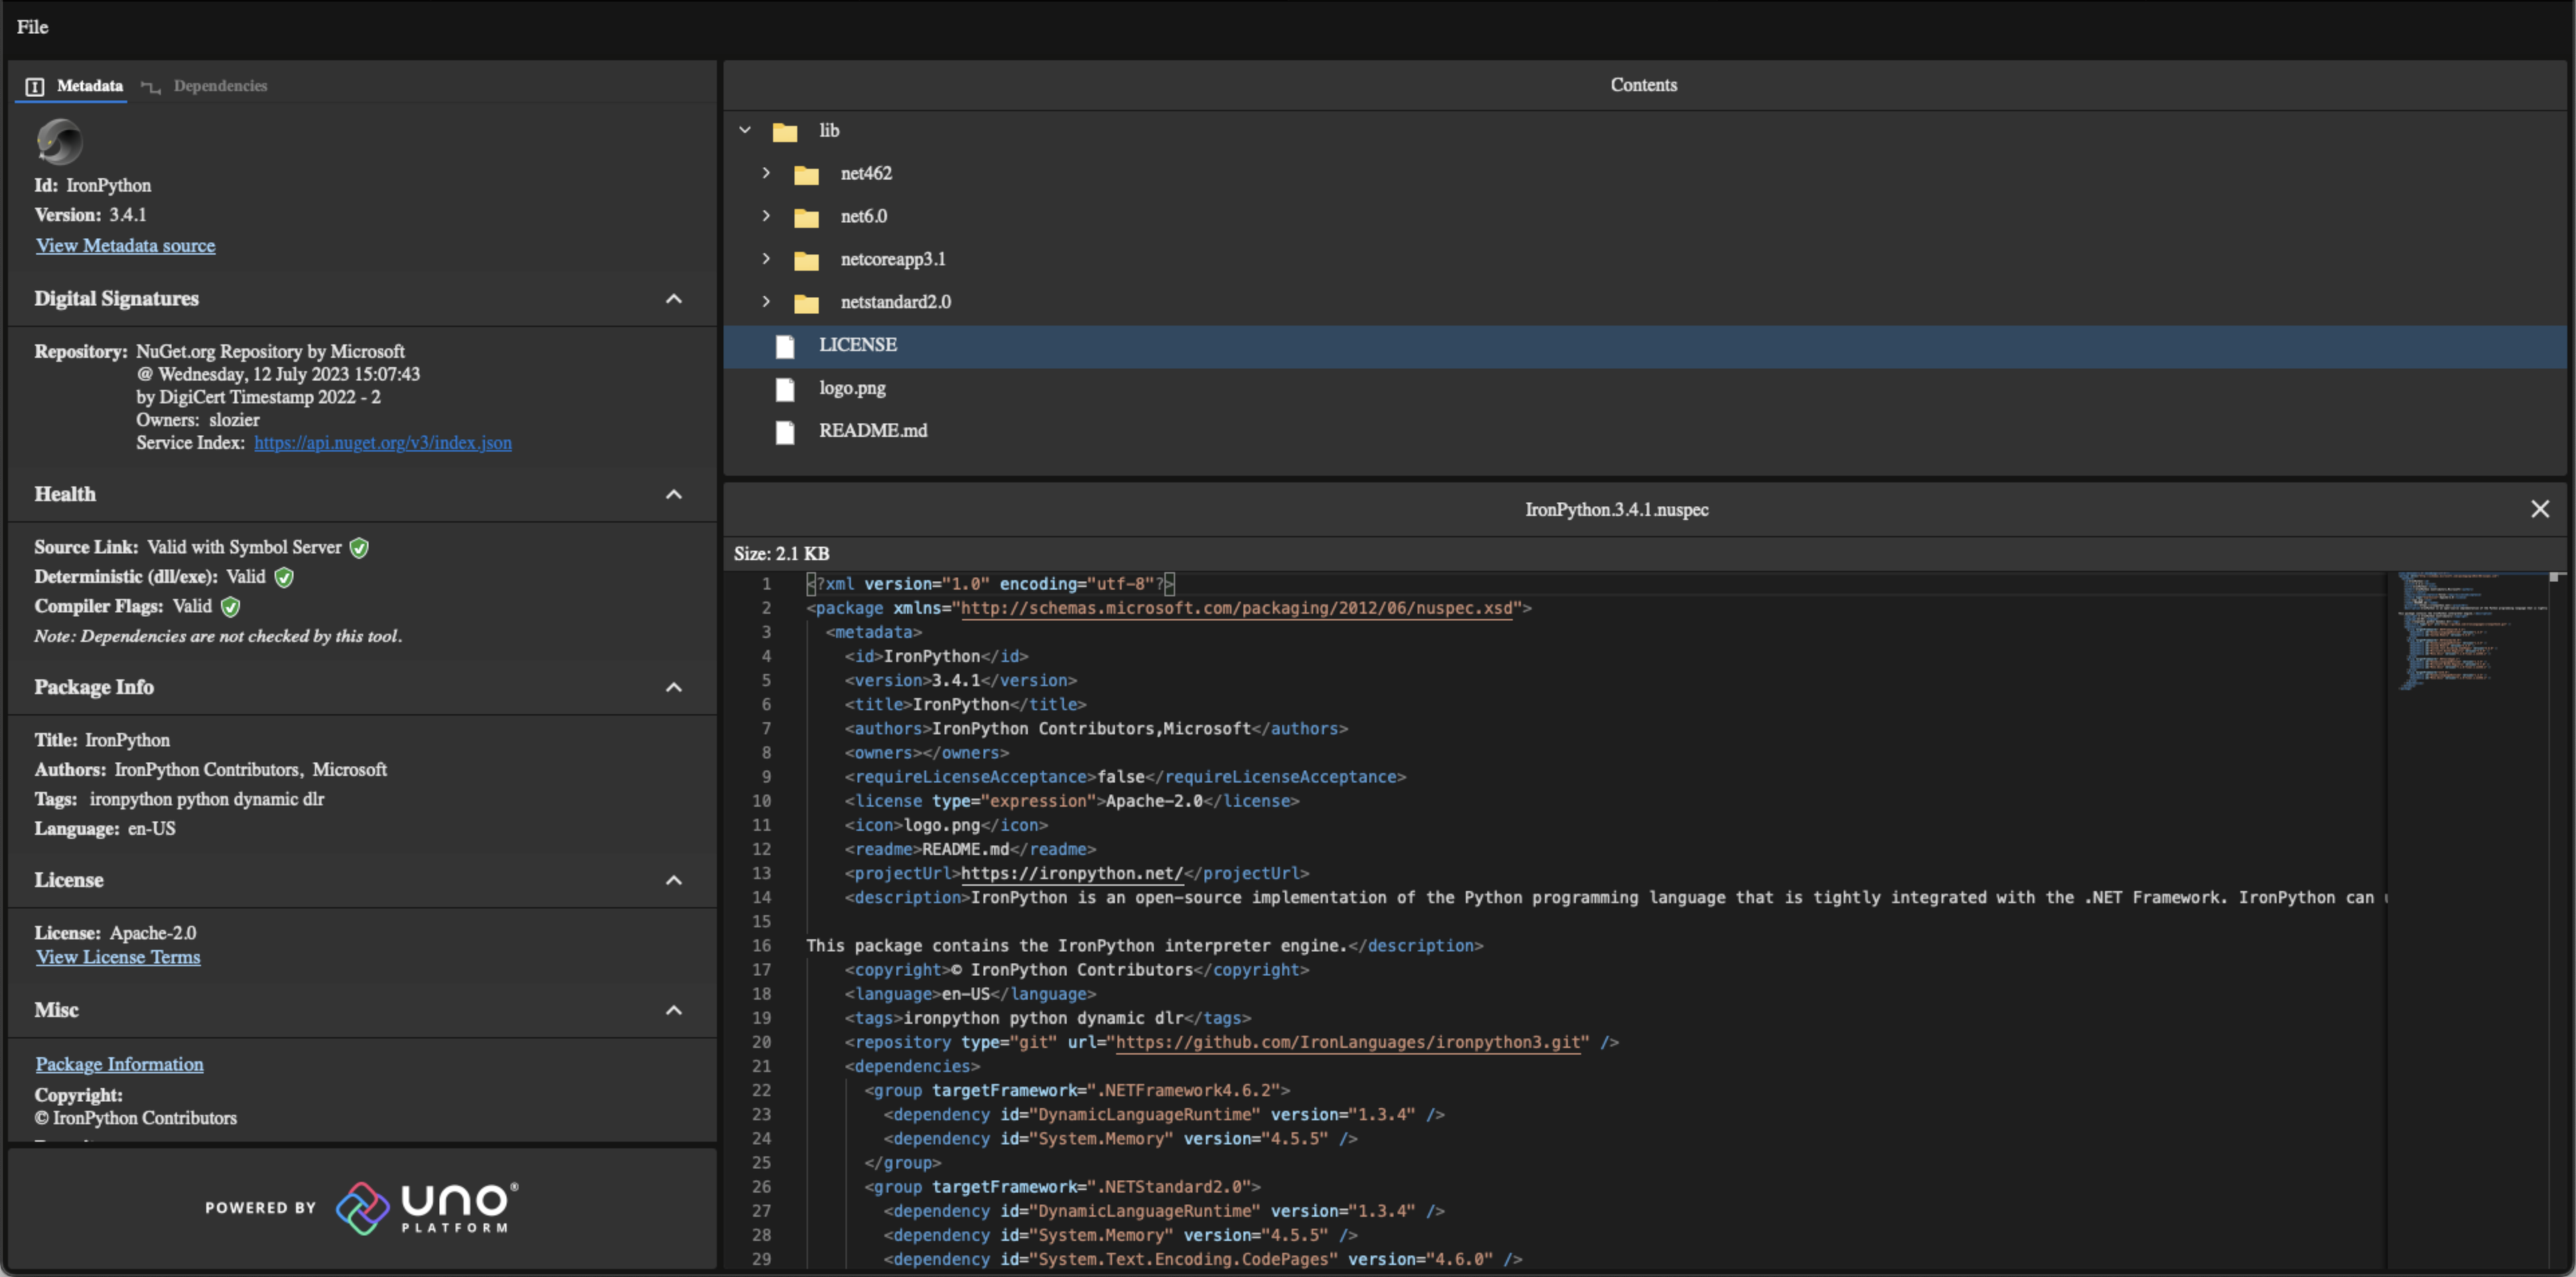 File
Metadata Dependencies
Id: IronPython
Version: 3.4.1
View Metadata source
Digital Signatures
Repository: NuGet.org Repository by Microsoft
@ Wednesday, 12 July 2023 15:07:43
by DigiCert Timestamp 2022 - 2
Owners: slozier
Service Index: https://api.nuget.org/v3/index.json
Health
Source Link: Valid with Symbol Server
Deterministic (dll/exe): Valid
Compiler Flags: Valid
Note: Dependencies are not checked by this tool.
Package Info
Title: IronPython
Authors: IronPython Contributors, Microsoft
Tags: ironpython python dynamic dlr
Language: en-US
License
License: Apache-2.0
View License Terms
Misc
Package Information
Copyright:
© IronPython Contributors
POWERED BY UNO® PLATFORM
Contents
lib
net462
net6.0
netcoreapp3.1
netstandard2.0
LICENSE
logo.png
README.md
IronPython.3.4.1.nuspec
Size: 2.1 KB
1 <?xml version="1.0" encoding="utf-8"?>
2 <package xmlns="http://schemas.microsoft.com/packaging/2012/06/nuspec.xsd">
3 <metadata>
4 <id>IronPython</id>
5 <version>3.4.1</version>
6 <title>IronPython</title>
7 <authors>IronPython Contributors,Microsoft</authors>
8 <owners></owners>
9 <requireLicenseAcceptance>false</requireLicenseAcceptance>
10 <license type="expression">Apache-2.0</license>
11 <icon>logo.png</icon>
12 <readme>README.md</readme>
13 <projectUrl>https://ironpython.net/</projectUrl>
14 <description>IronPython is an open-source implementation of the Python programming language that is tightly integrated with the .NET Framework. IronPython can
15
16 This package contains the IronPython interpreter engine.</description>
17 <copyright>© IronPython Contributors</copyright>
18 <language>en-US</language>
19 <tags>ironpython python dynamic dlr</tags>
20 <repository type="git" url="https://github.com/IronLanguages/ironpython3.git" />
21 <dependencies>
22 <group targetFramework=".NETFramework4.6.2">
23 <dependency id="DynamicLanguageRuntime" version="1.3.4" />
24 <dependency id="System.Memory" version="4.5.5" />
25 </group>
26 <group targetFramework=".NETStandard2.0">
27 <dependency id="DynamicLanguageRuntime" version="1.3.4" />
28 <dependency id="System.Memory" version="4.5.5" />
29 <dependency id="System.Text.Encoding.CodePages" version="4.6.0" />